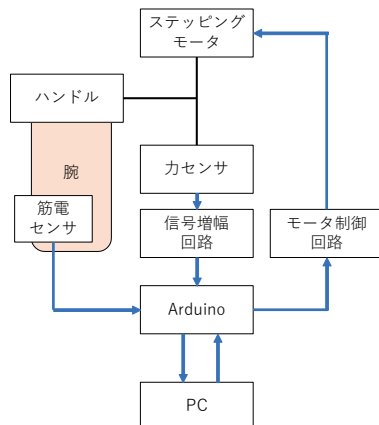 ステッピング
モータ
ハンドル
腕
力センサ
筋電
センサ
信号増幅
回路
モータ制御
回路
Arduino
PC